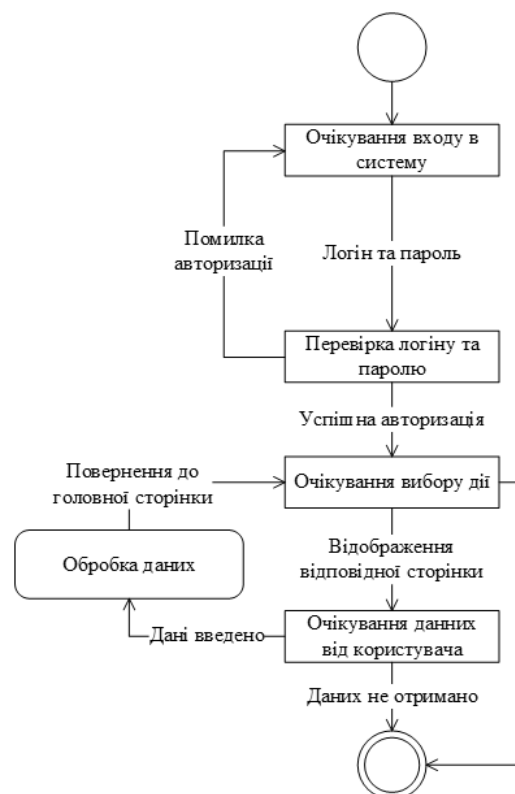 Очікування входу в
систему
Помилка
авторизації
Логін та пароль
Перевірка логіну та
паролю
Успішна авторизація
Повернення до
головної сторінки
Очікування вибору дії
Відображення
відповідної сторінки
Обробка даних
Дані введено
Очікування данних
від користувача
Даних не отримано